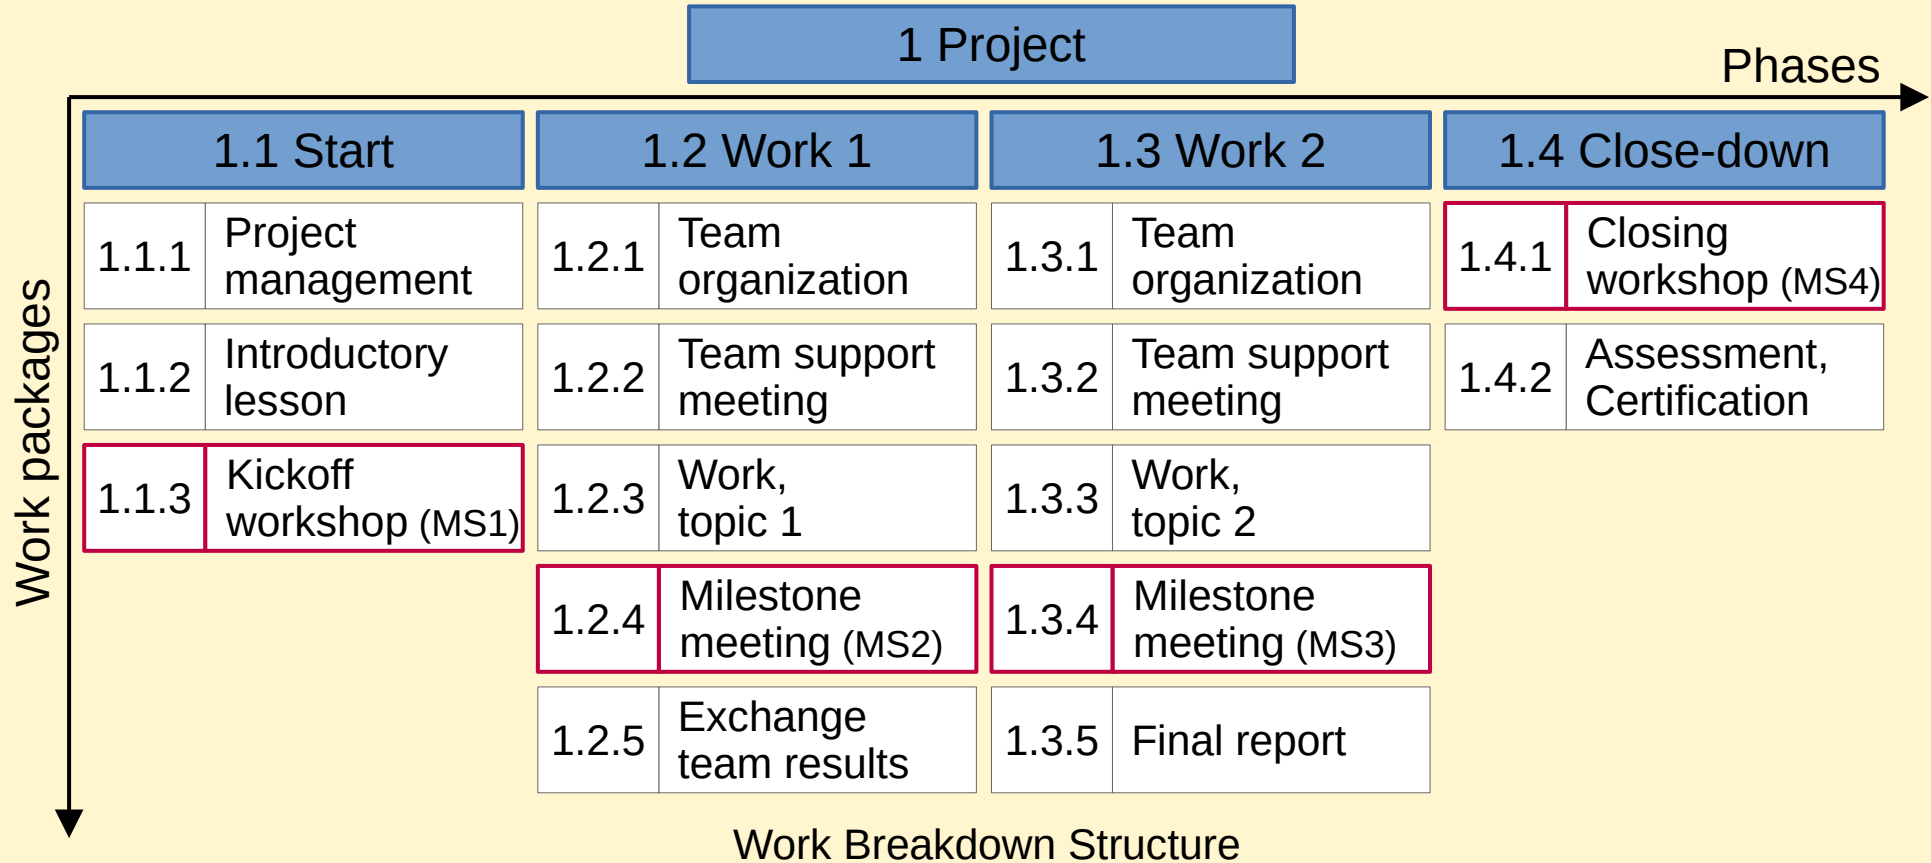 1 Project
Phases
Work packages
1.1 Start
1.2 Work 1
1.3 Work 2
1.4 Close-down
1.1.1
Project
management
1.2.1
Team
organization
1.3.1
Team
organization
1.4.1
Closing
workshop (MS4)
1.1.2
Introductory
lesson
1.2.2
Team support
meeting
1.3.2
Team support
meeting
1.4.2
Assessment,
Certification
1.1.3
Kickoff
workshop (MS1)
1.2.3
Work,
topic 1
1.3.3
Work,
topic 2
1.2.4
Milestone
meeting (MS2)
1.3.4
Milestone
meeting (MS3)
1.2.5
Exchange
team results
1.3.5
Final report
Work Breakdown Structure